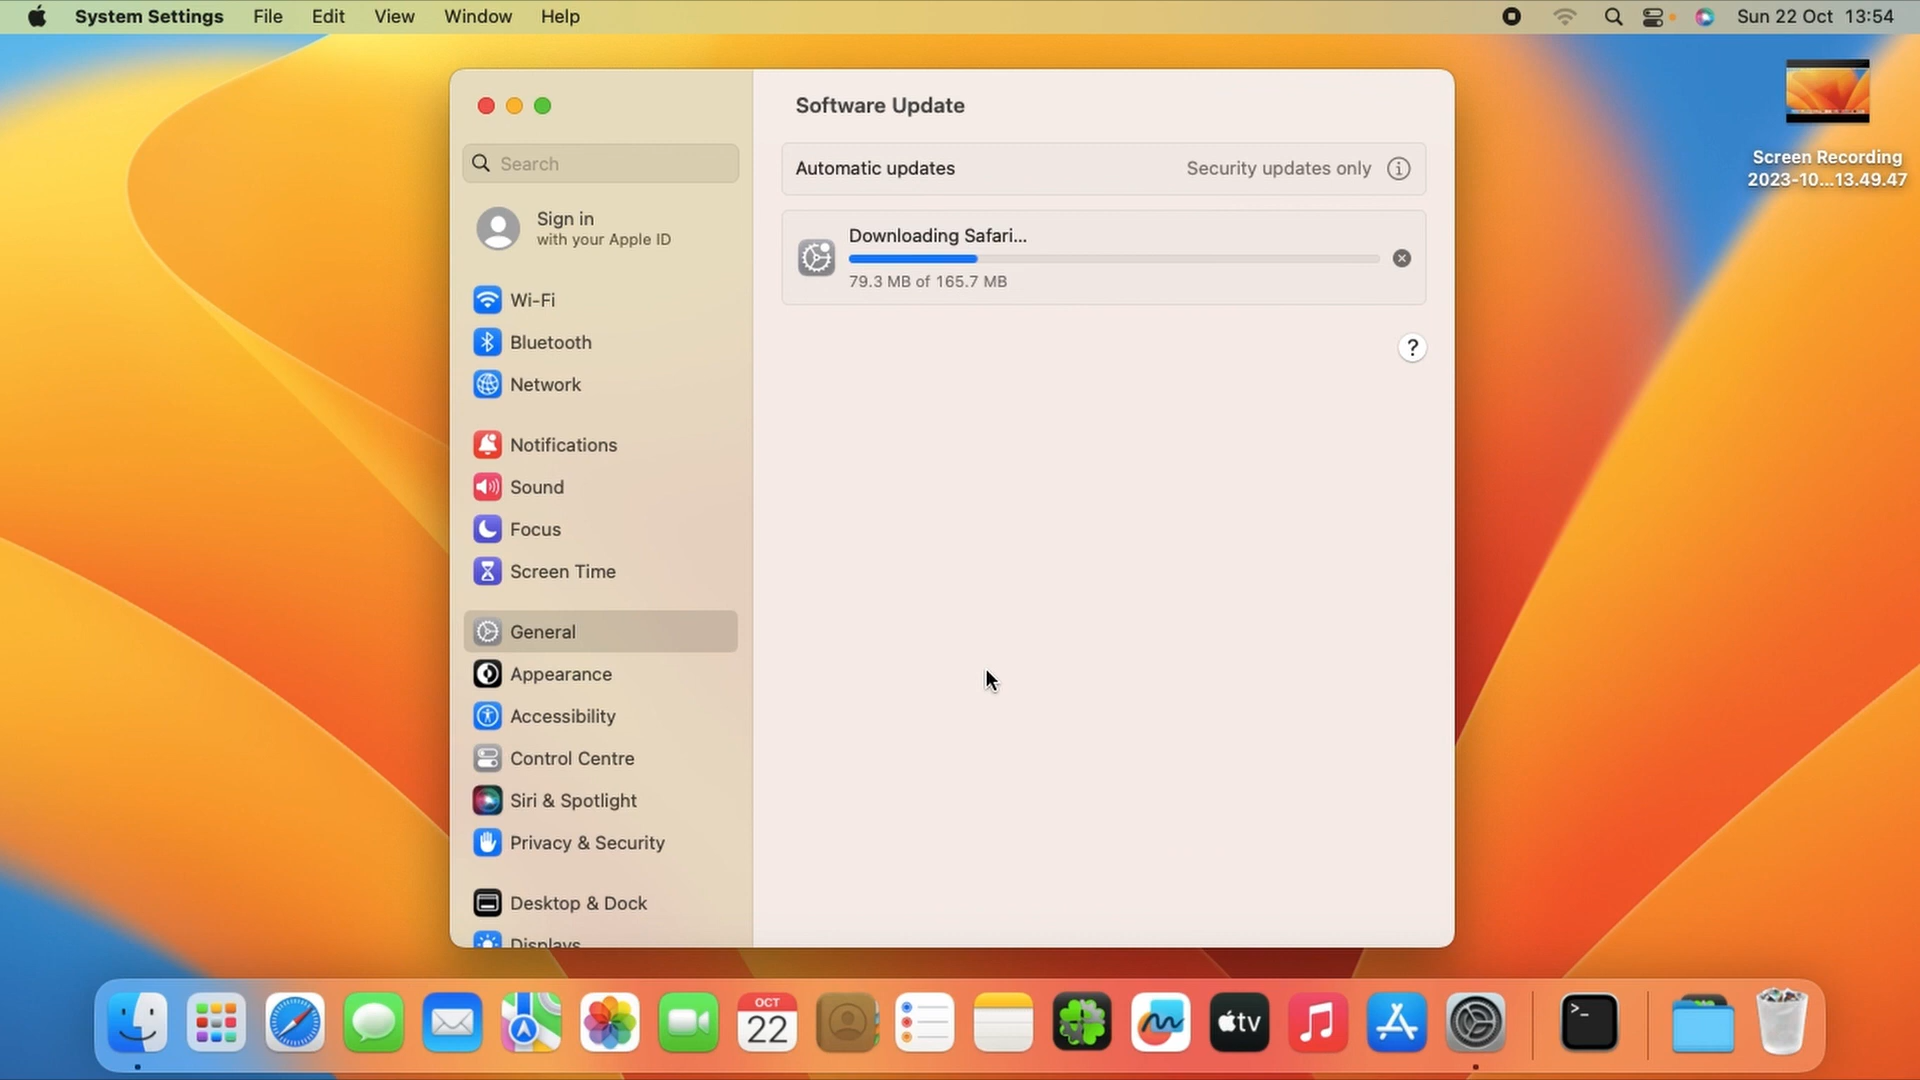 System Settings File Edit View Window Help Sun 22 Oct 13:54
Screen Recording
2023-10...13.49.47
Search
Sign in
with your Apple ID
Wi-Fi
Bluetooth
Network
Notifications
Sound
Focus
Screen Time
General
Appearance
Accessibility
Control Centre
Siri & Spotlight
Privacy & Security
Desktop & Dock
Displays
Software Update
Automatic updates Security updates only
Downloading Safari...
79.3 MB of 165.7 MB
?
OCT
22
tv
>_